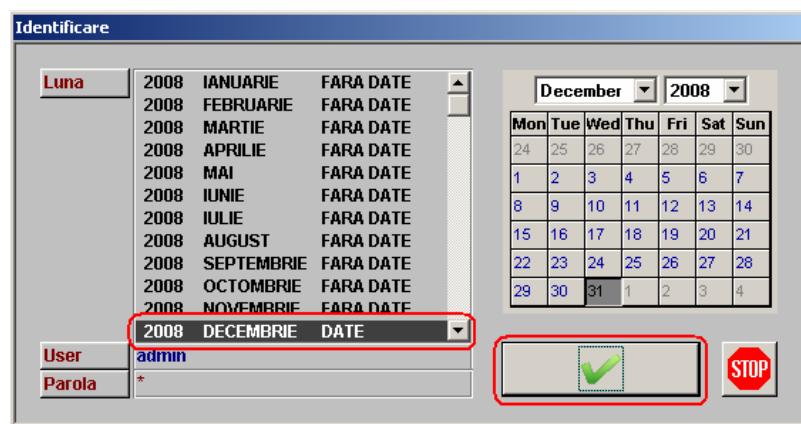 Identificare
Luna
2008 IANUARIE FARA DATE
2008 FEBRUARIE FARA DATE
2008 MARTIE FARA DATE
2008 APRILIE FARA DATE
2008 MAI FARA DATE
2008 IUNIE FARA DATE
2008 IULIE FARA DATE
2008 AUGUST FARA DATE
2008 SEPTEMBRIE FARA DATE
2008 OCTOMBRIE FARA DATE
2008 NOVEMBRIE FARA DATE
2008 DECEMBRIE DATE
User admin
Parola *
December 2008
Mon Tue Wed Thu Fri Sat Sun
24 25 26 27 28 29 30
1 2 3 4 5 6 7
8 9 10 11 12 13 14
15 16 17 18 19 20 21
22 23 24 25 26 27 28
29 30 31 1 2 3 4
STOP